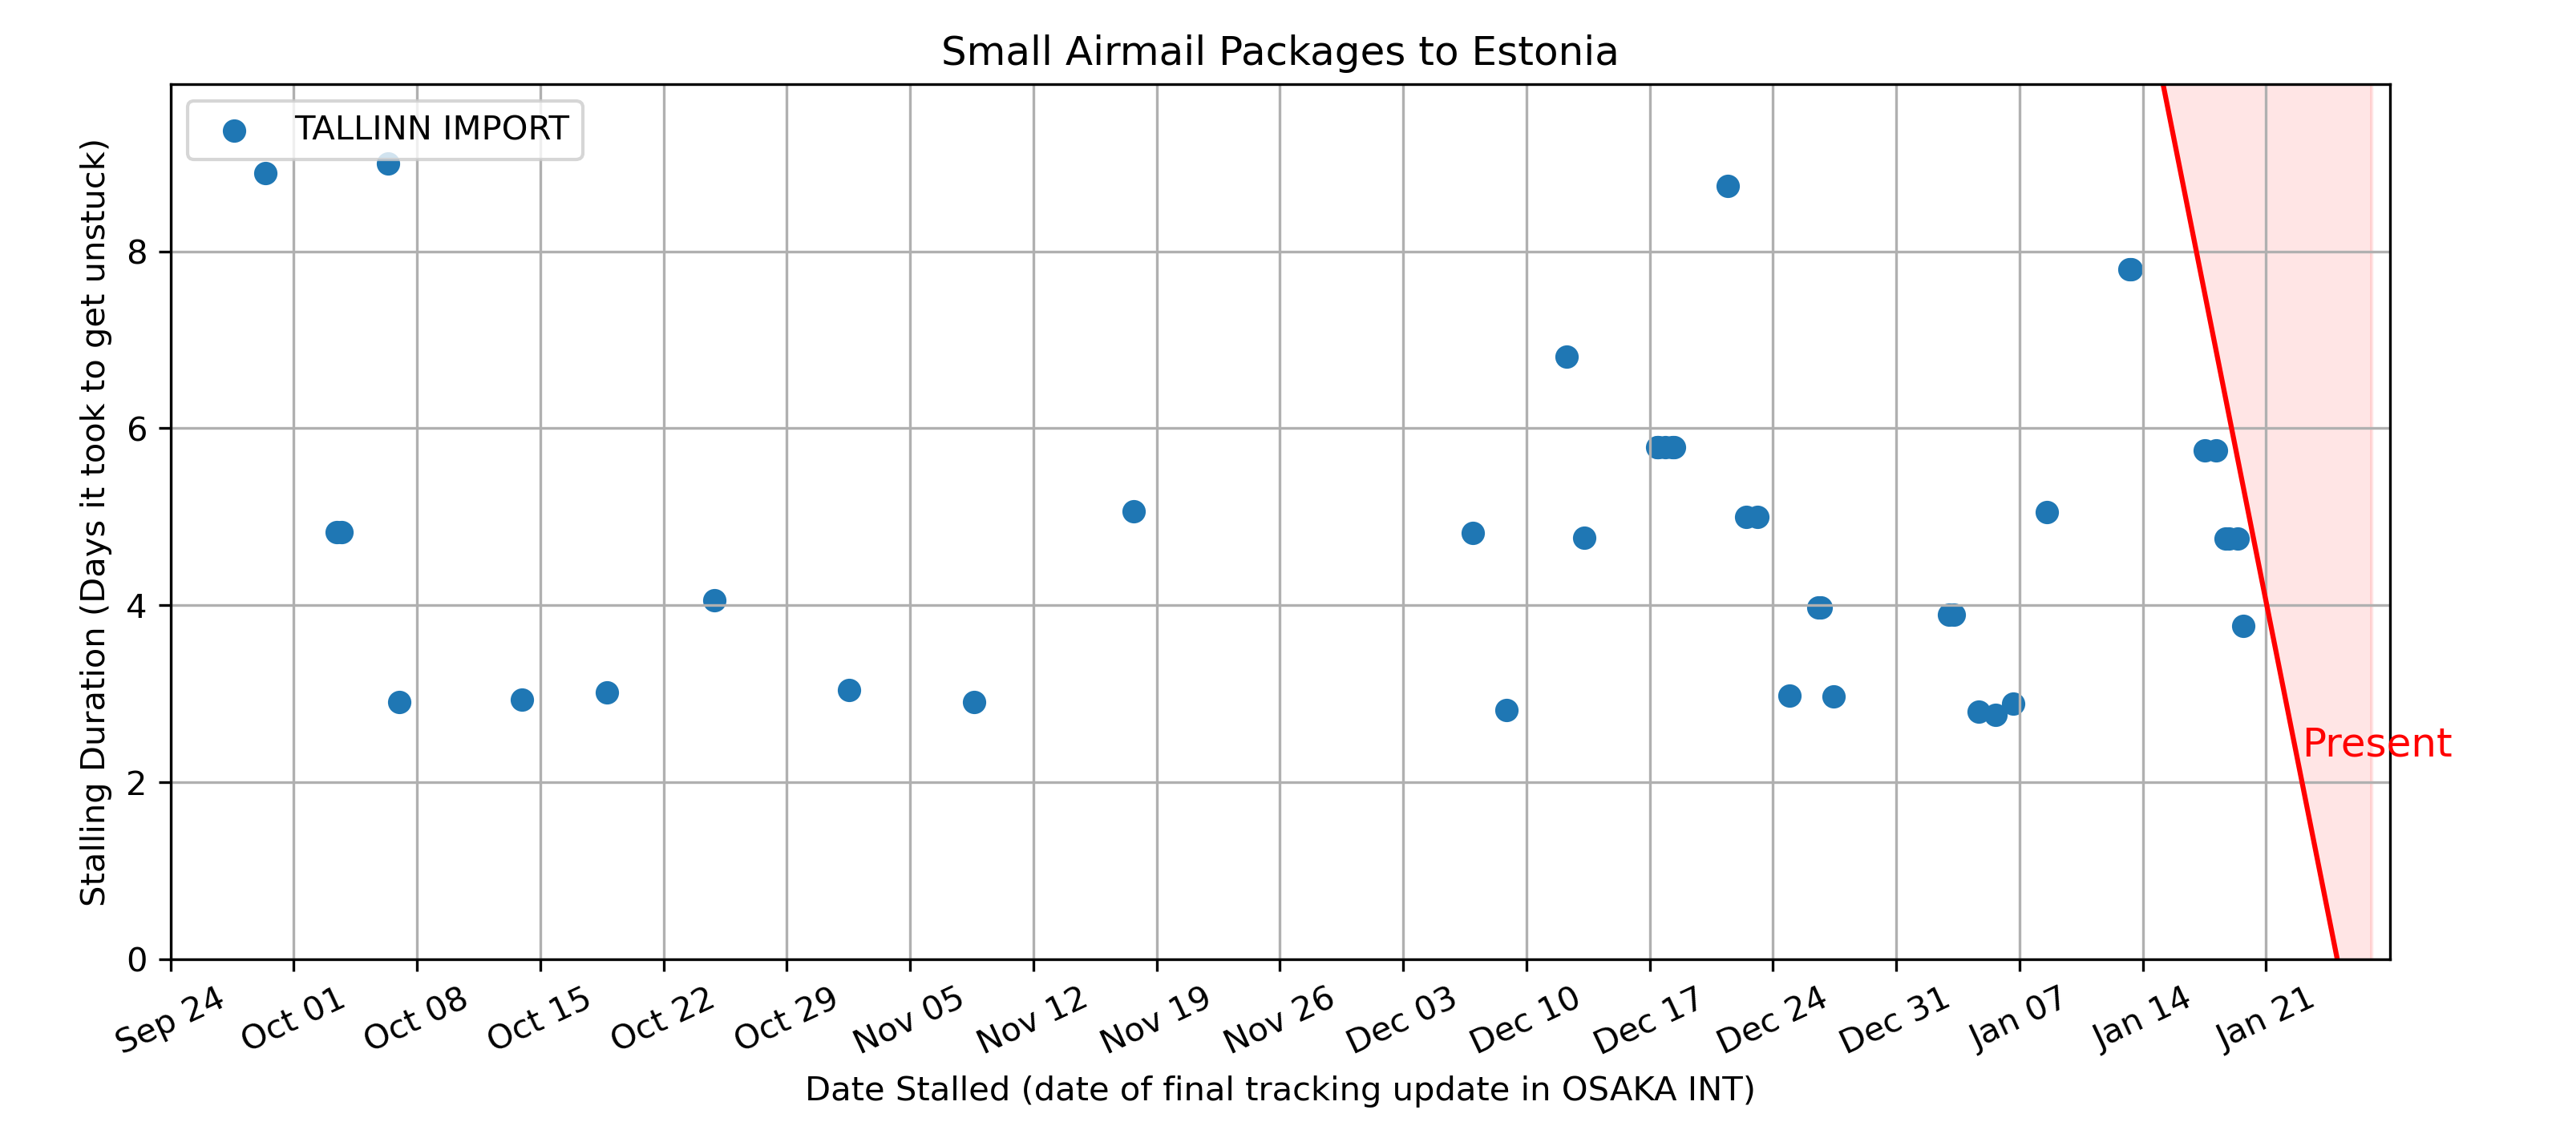 Small Airmail Packages to Estonia
TALLINN IMPORT
Stalling Duration (Days it took to get unstuck)
8
6
4
2
0
Present
Sep 24 Oct 01 Oct 08 Oct 15 Oct 22 Oct 29 Nov 05 Nov 12 Nov 19 Nov 26 Dec 03 Dec 10 Dec 17 Dec 24 Dec 31 Jan 07 Jan 14 Jan 21
Date Stalled (date of final tracking update in OSAKA INT)